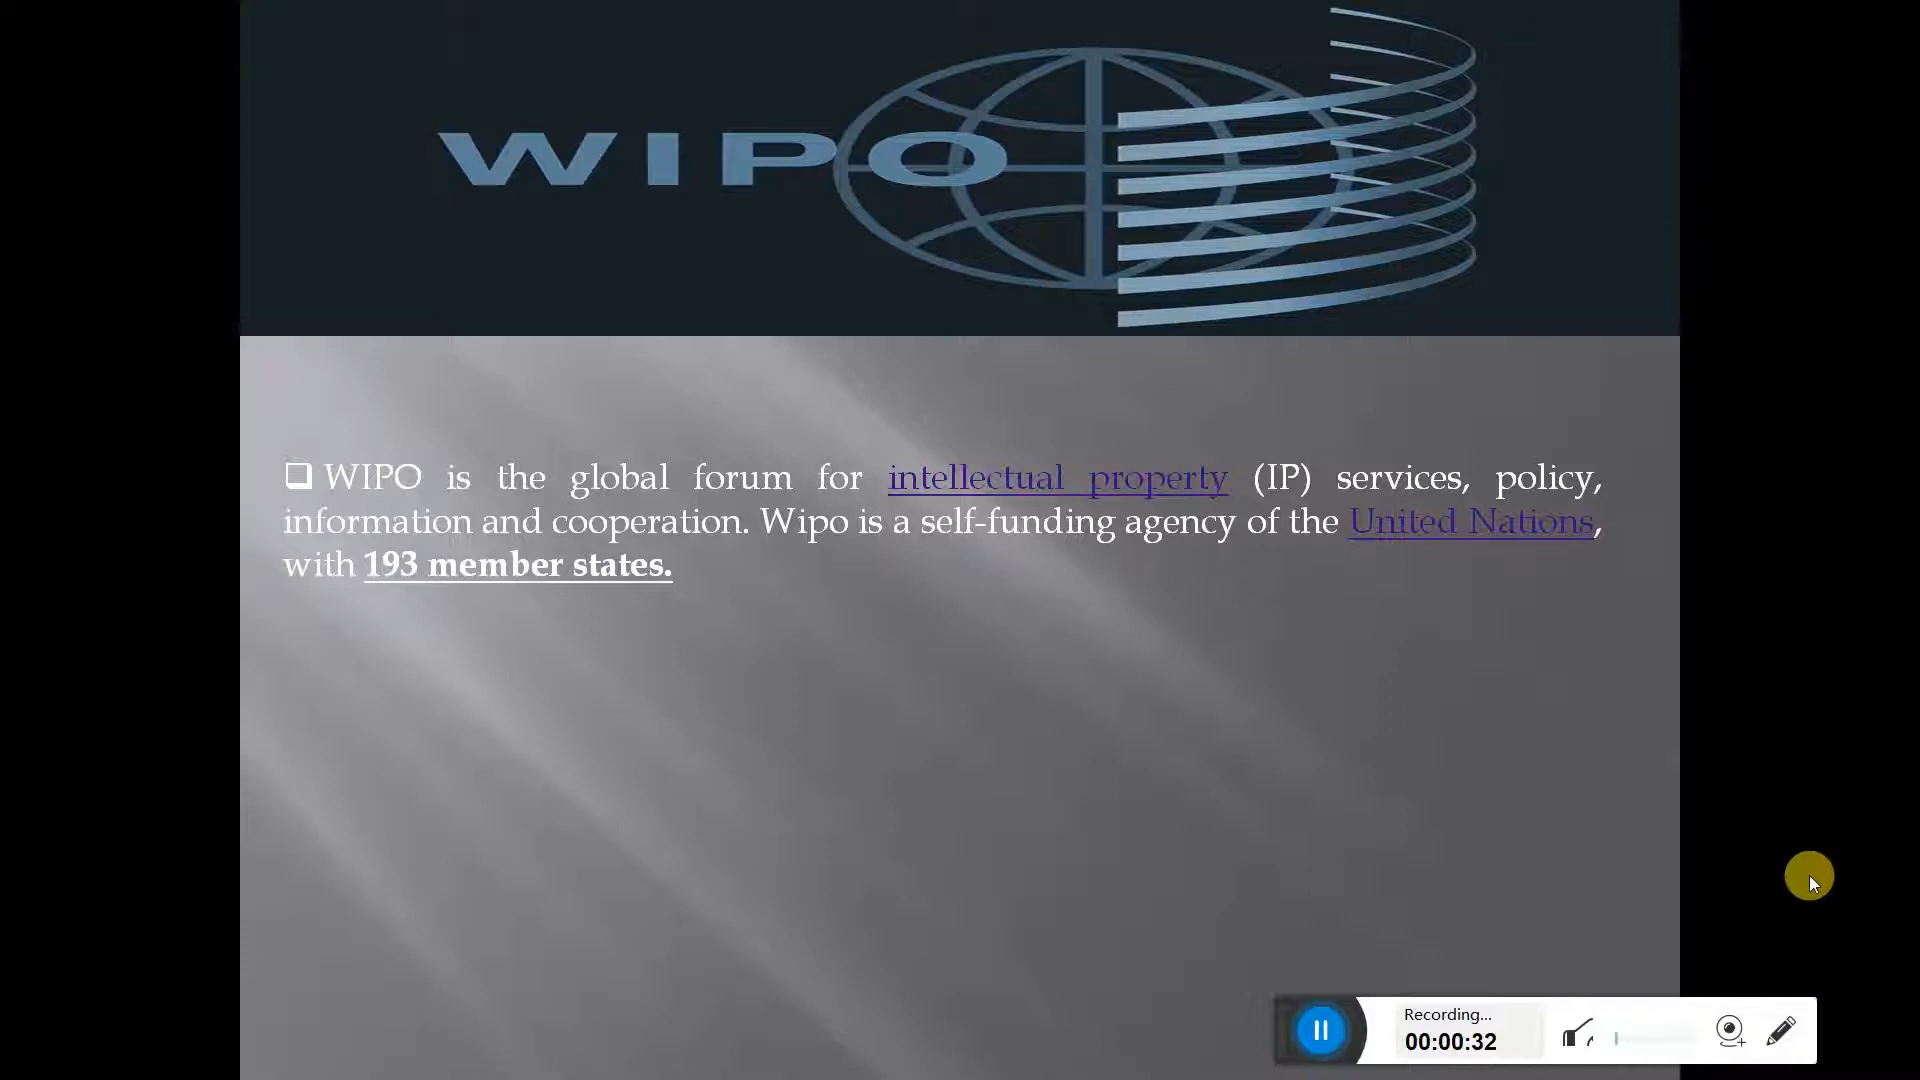 WIPO
❑ WIPO is the global forum for intellectual property (IP) services, policy,
information and cooperation. Wipo is a self-funding agency of the United Nations,
with 193 member states.
Recording...
00:00:32